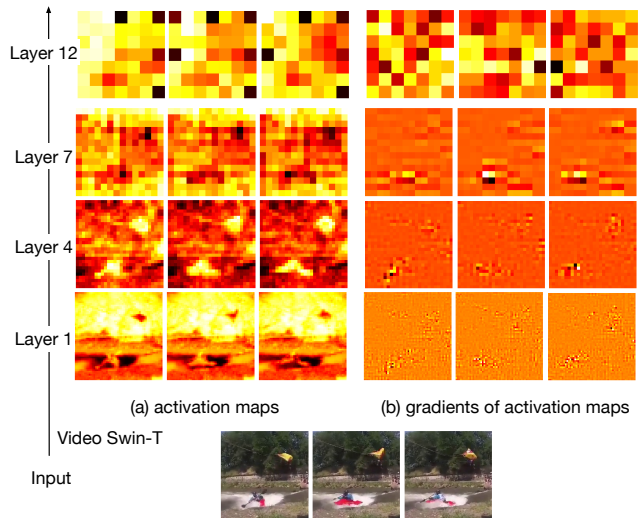 Layer 12
Layer 7
Layer 4
Layer 1
(a) activation maps
(b) gradients of activation maps
Video Swin-T
Input